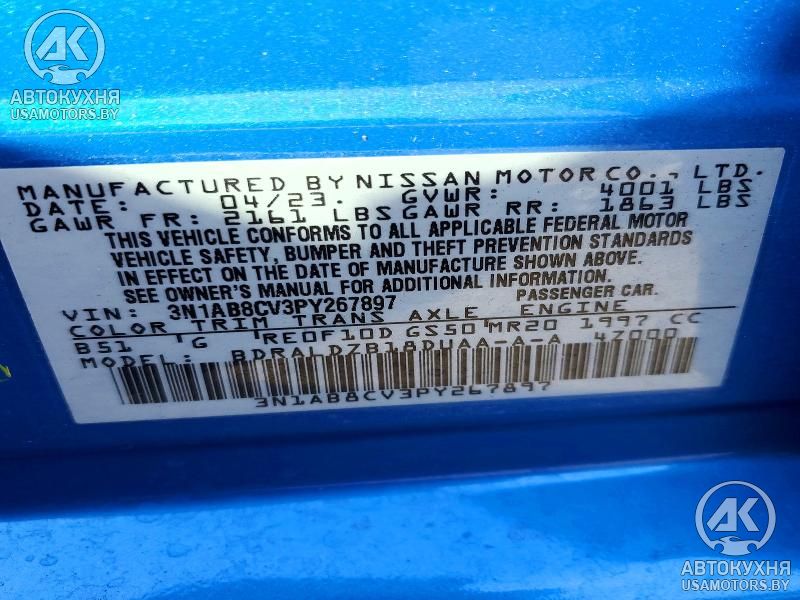 AK
АВТОКУХНЯ
USAMOTORS.BY
MANUFACTURED BY NISSAN MOTOR CO., LTD.
DATE: 04/23. GVWR: 4001 LBS
GAWR FR: 2161 LBS GAWR RR: 1863 LBS
THIS VEHICLE CONFORMS TO ALL APPLICABLE FEDERAL MOTOR
VEHICLE SAFETY, BUMPER AND THEFT PREVENTION STANDARDS
IN EFFECT ON THE DATE OF MANUFACTURE SHOWN ABOVE.
SEE OWNER'S MANUAL FOR ADDITIONAL INFORMATION.
VIN: 3N1AB8CV3PY267897 PASSENGER CAR.
COLOR TRIM TRANS AXLE ENGINE
B51 G RE0F10D GS50 MR20 1997 CC
MODEL: BDRALDZB18DUAA-A-A 47000
3N1AB8CV3PY267897
AK
АВТОКУХНЯ
USAMOTORS.BY